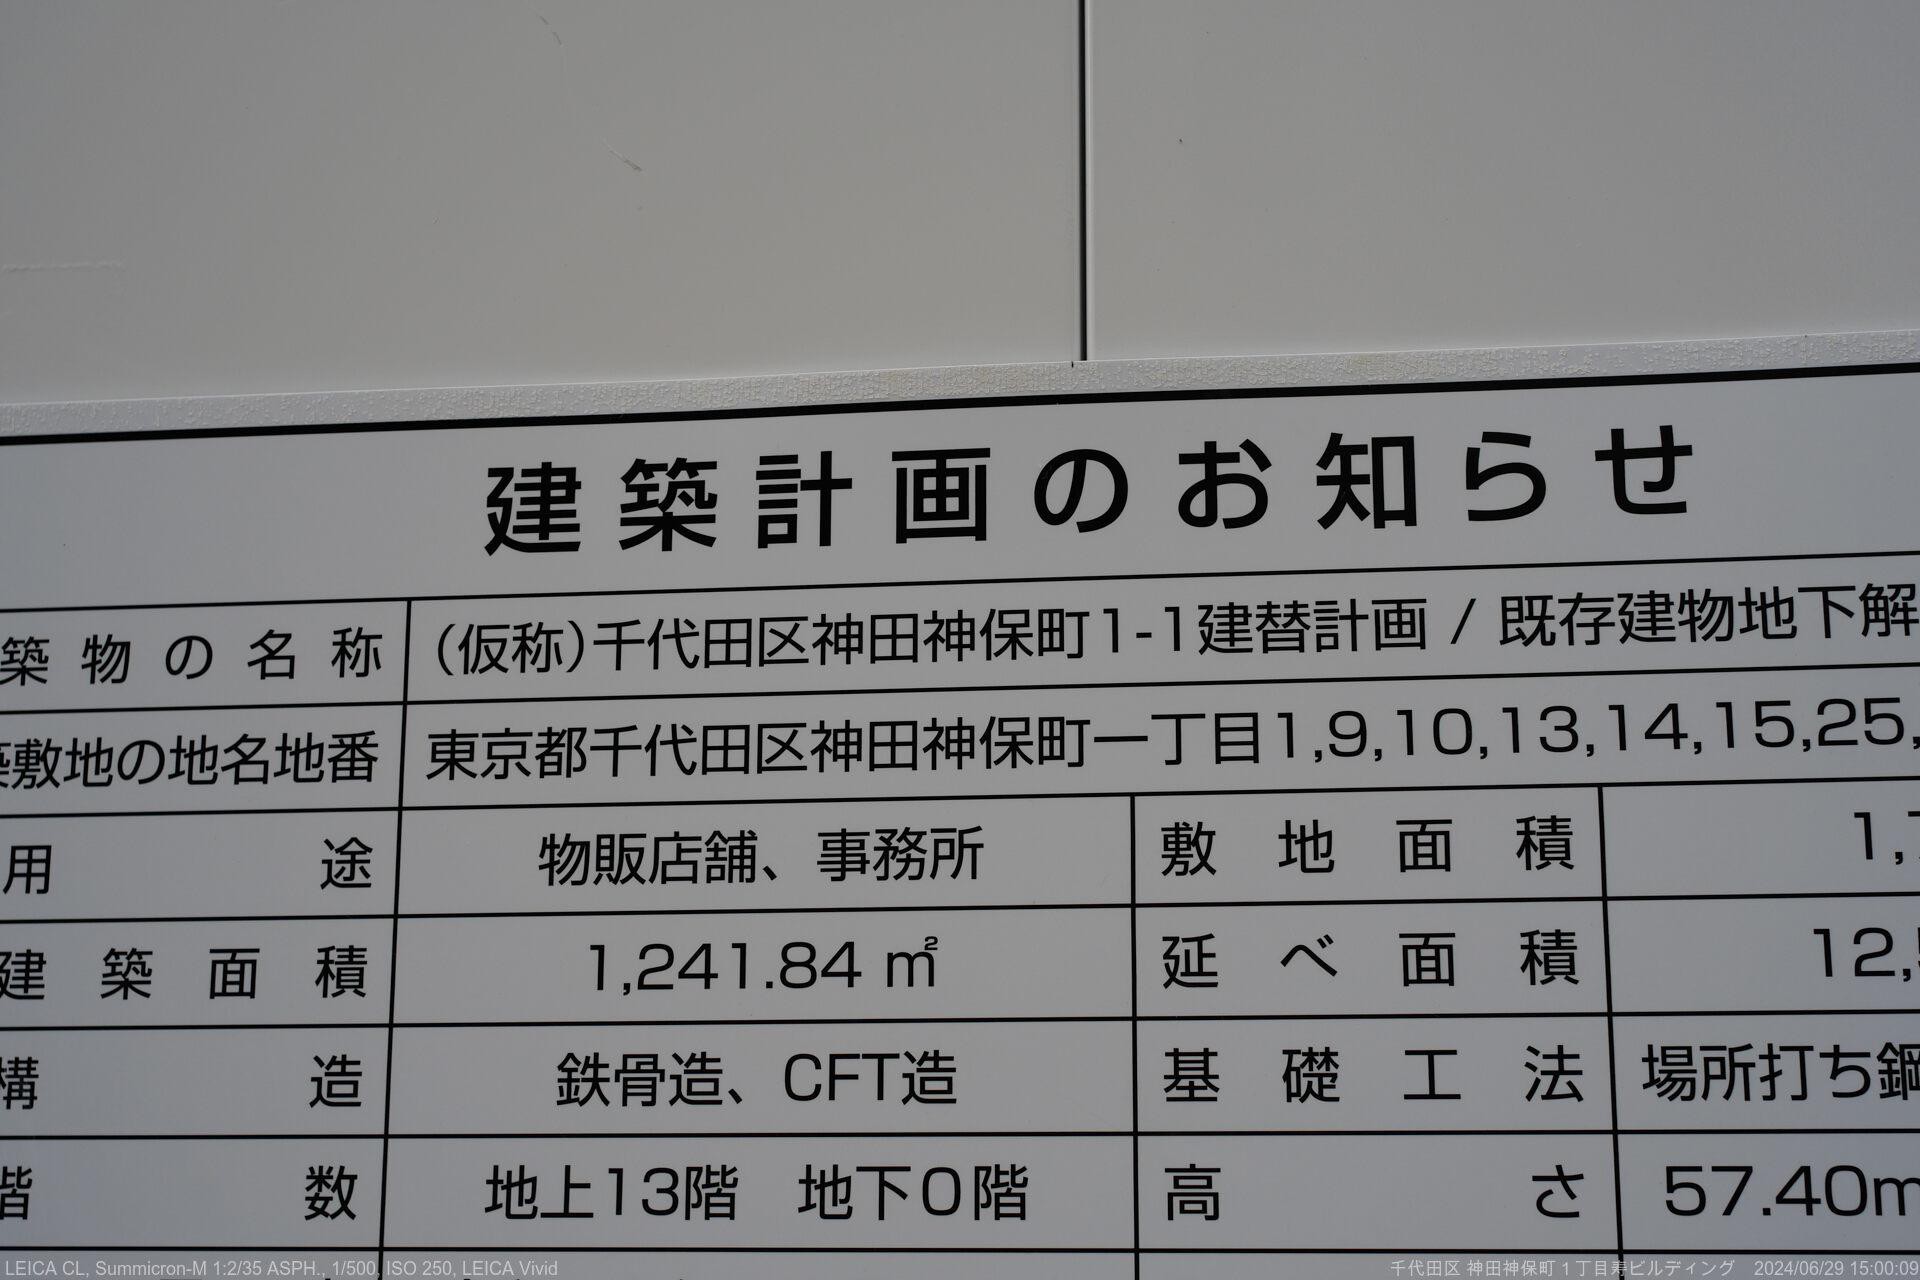 建築計画のお知らせ
築物の名称 (仮称)千代田区神田神保町1-1建替計画 / 既存建物地下解
敷地の地名地番 東京都千代田区神田神保町一丁目1,9,10,13,14,15,25,
用途 物販店舗、事務所 敷地面積 1,
建築面積 1,241.84 ㎡ 延べ面積 12,
構造 鉄骨造、CFT造 基礎工法 場所打ち鋼
階数 地上13階 地下0階 高さ 57.40m
LEICA CL, Summicron-M 1:2/35 ASPH., 1/500, ISO 250, LEICA Vivid
千代田区 神田神保町1丁目寿ビルディング 2024/06/29 15:00:09